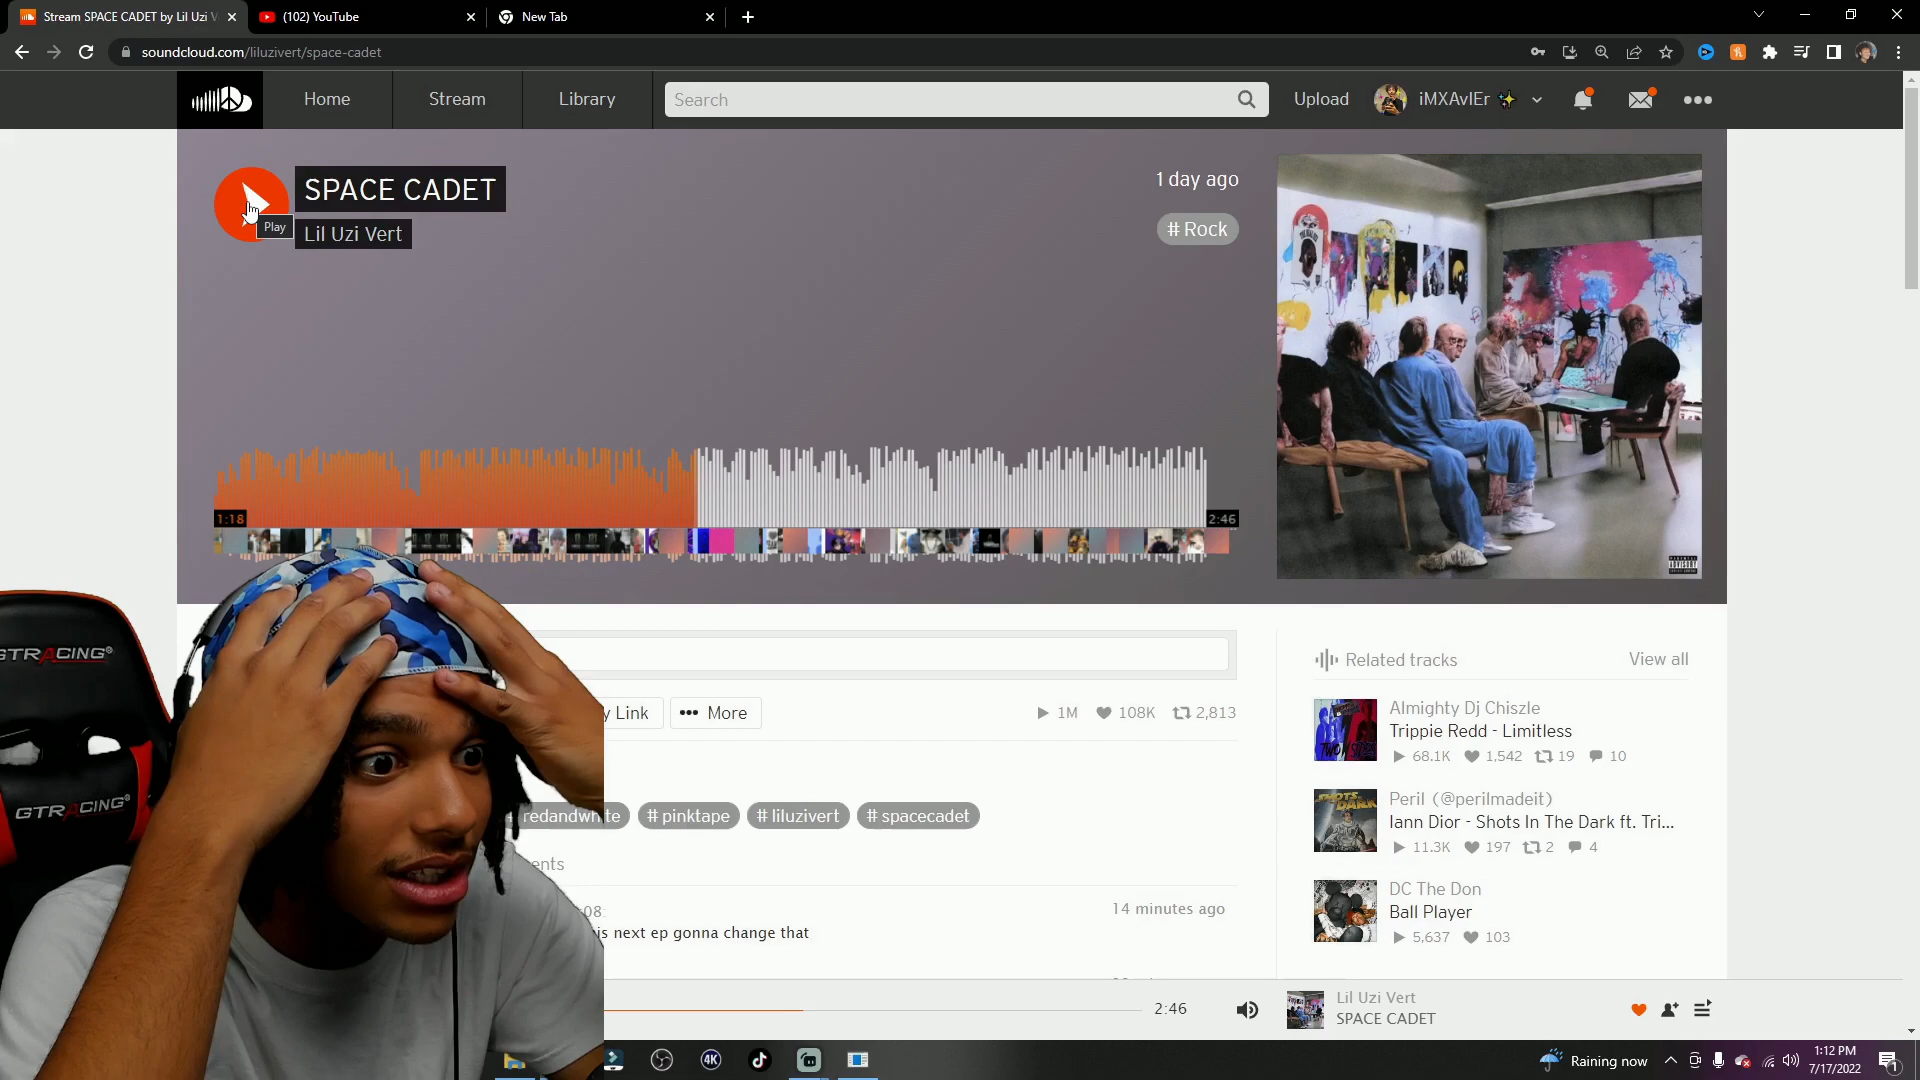 Stream SPACE CADET by Lil Uzi V
(102) YouTube
New Tab
soundcloud.com/liluzivert/space-cadet
Home
Stream
Library
Search
Upload
iMXAvIEr ✨
SPACE CADET
Lil Uzi Vert
Play
1 day ago
# Rock
1:18
2:46
y Link
••• More
1M
108K
2,813
Related tracks
View all
Almighty Dj Chiszle
Trippie Redd - Limitless
68.1K
1,542
19
10
Peril (@perilmadeit)
Iann Dior - Shots In The Dark ft. Tri...
11.3K
197
2
4
DC The Don
Ball Player
5,637
103
redandwhite
# pinktape
# liluzivert
# spacecadet
ents
08:
14 minutes ago
is next ep gonna change that
2:46
Lil Uzi Vert
SPACE CADET
GTRACING
GTRACING
4K
Raining now
1:12 PM
7/17/2022
1